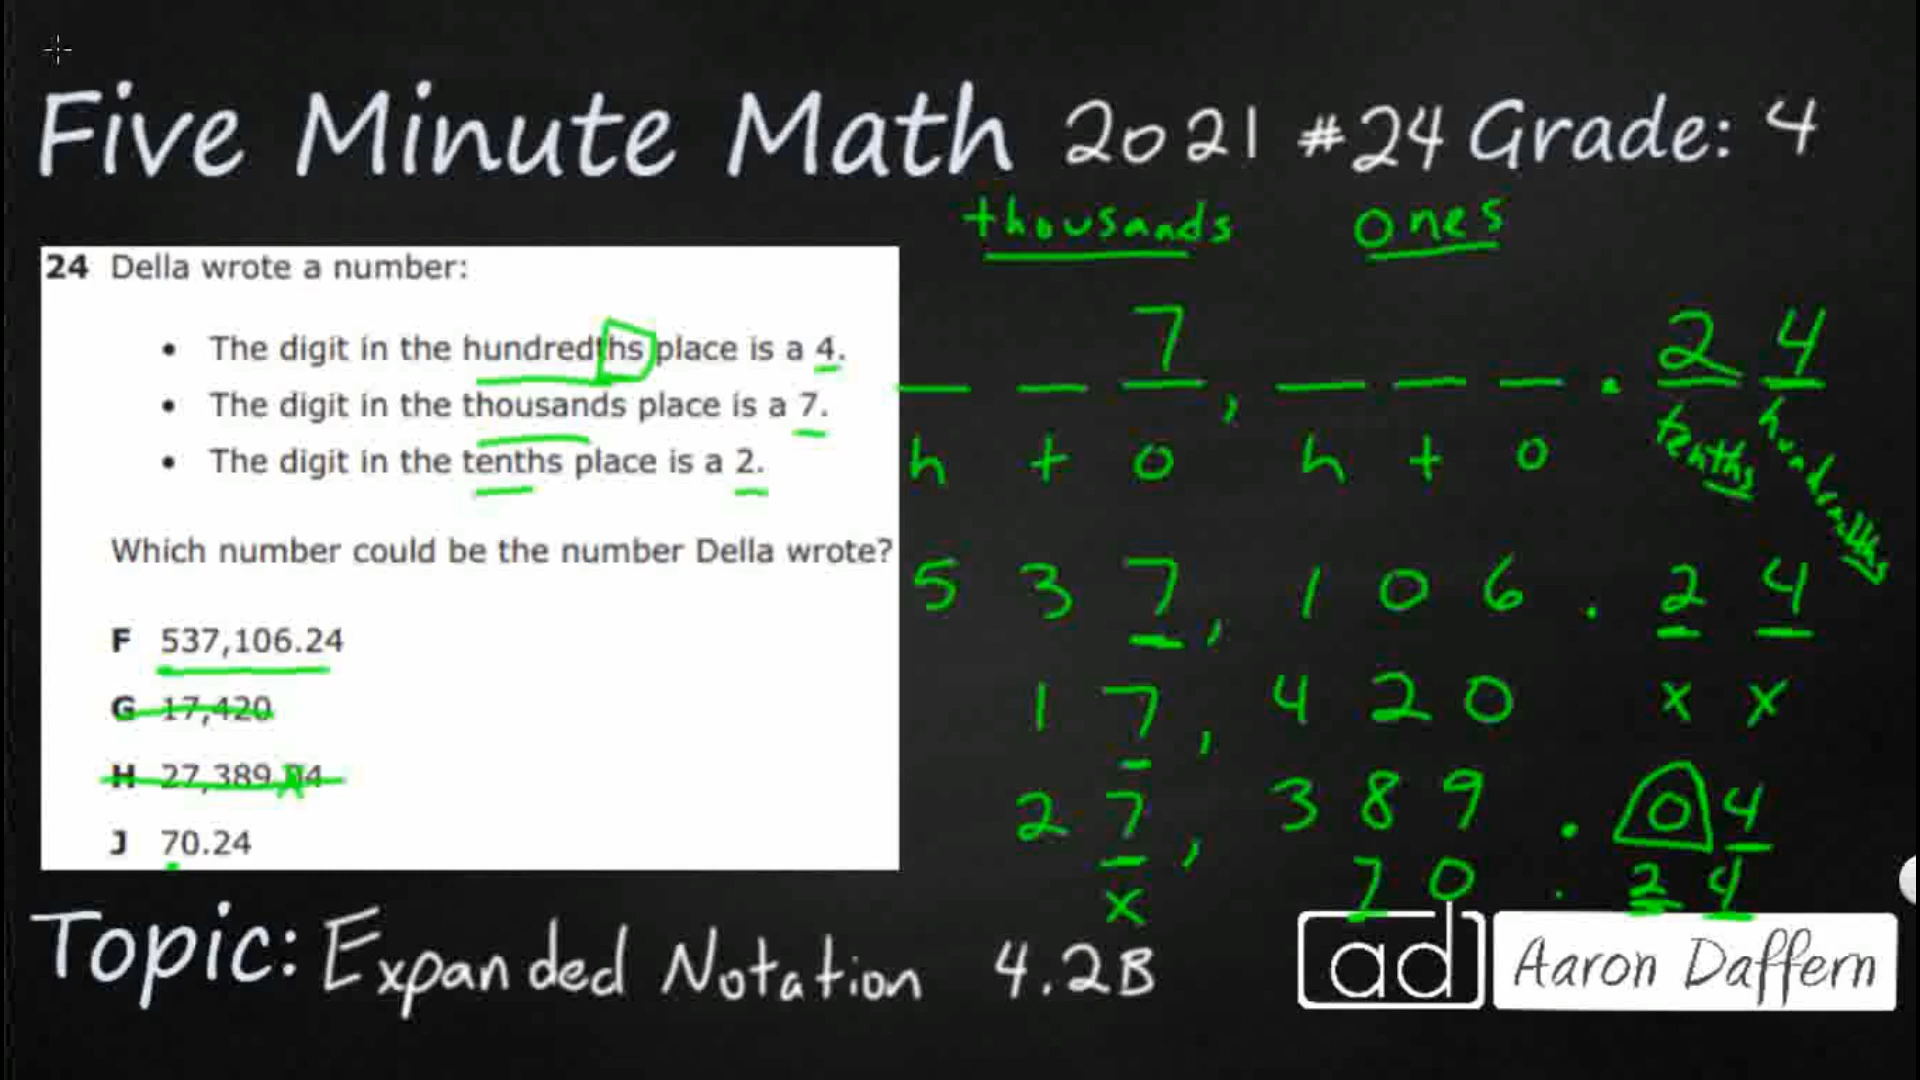 Five Minute Math 2021 #24 Grade: 4
thousands ones
24 Della wrote a number:
• The digit in the hundredths place is a 4.
• The digit in the thousands place is a 7.
• The digit in the tenths place is a 2.
Which number could be the number Della wrote?
F 537,106.24
G 17,420
H 27,389.04
J 70.24
7 , . 2 4
h t o h t o tenths hundredths
5 3 7, 1 0 6 . 2 4
1 7, 4 2 0 x x
2 7, 3 8 9 . 0 4
x 7 0 . 2 4
Topic: Expanded Notation 4.2B
ad Aaron Daffern